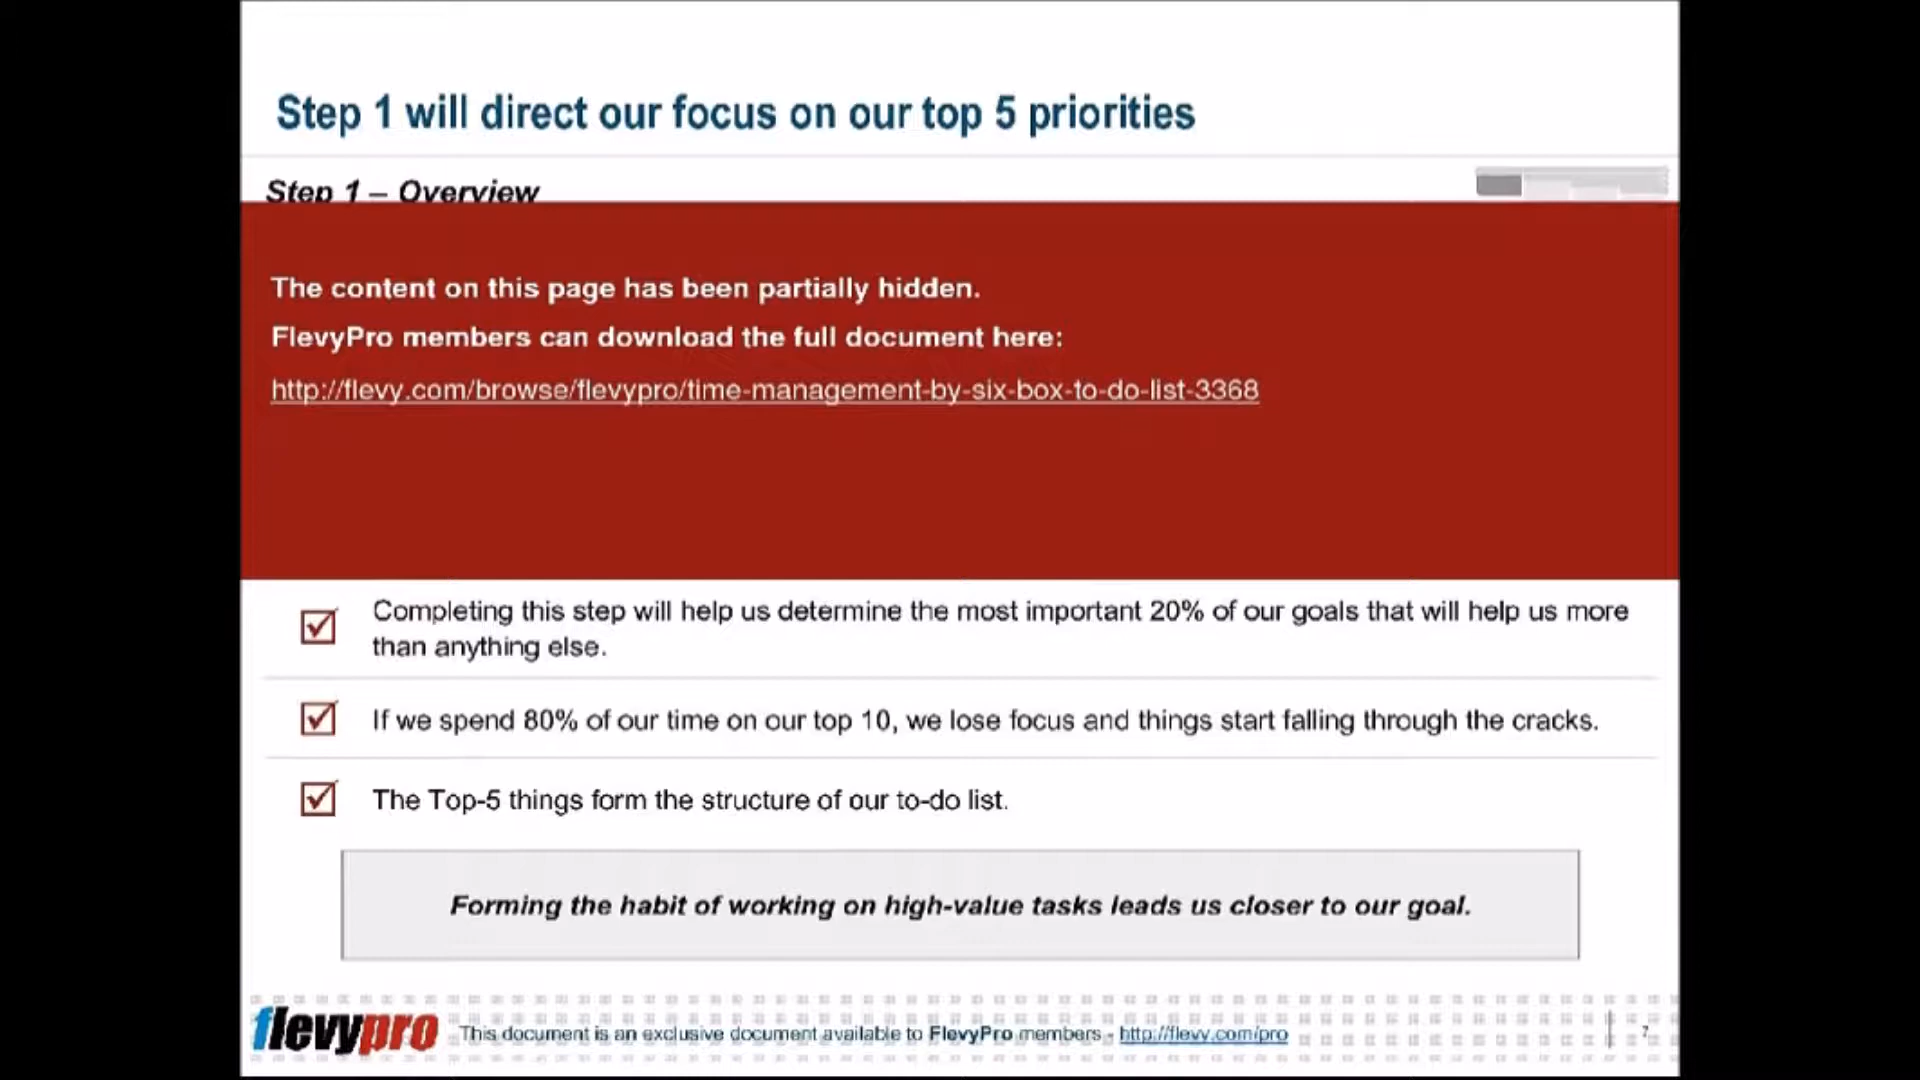 Step 1 will direct our focus on our top 5 priorities
Step 1 – Overview
The content on this page has been partially hidden.
FlevyPro members can download the full document here:
http://flevy.com/browse/flevypro/time-management-by-six-box-to-do-list-3368
Completing this step will help us determine the most important 20% of our goals that will help us more
than anything else.
If we spend 80% of our time on our top 10, we lose focus and things start falling through the cracks.
The Top-5 things form the structure of our to-do list.
Forming the habit of working on high-value tasks leads us closer to our goal.
flevypro This document is an exclusive document available to FlevyPro members - http://flevy.com/pro 7